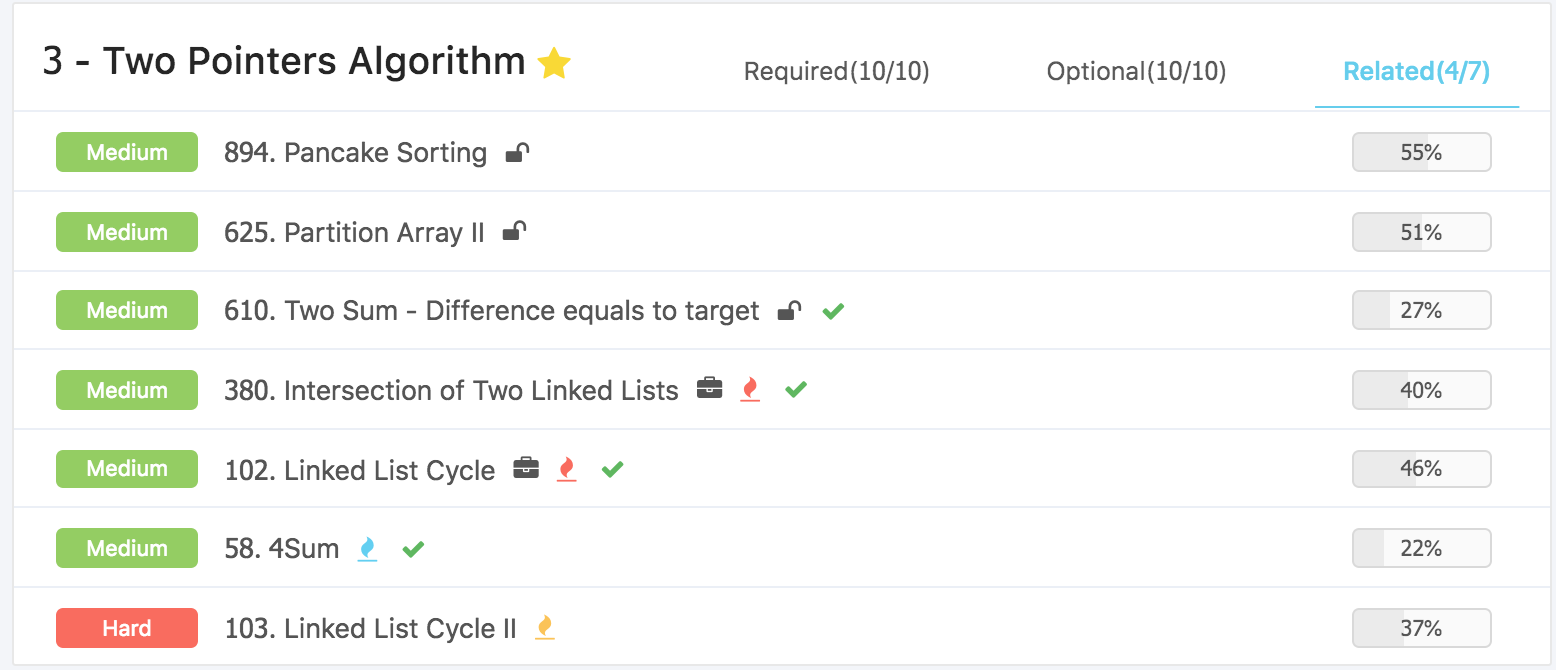 3 - Two Pointers Algorithm Required(10/10) Optional(10/10) Related(4/7)
Medium 894. Pancake Sorting 55%
Medium 625. Partition Array II 51%
Medium 610. Two Sum - Difference equals to target 27%
Medium 380. Intersection of Two Linked Lists 40%
Medium 102. Linked List Cycle 46%
Medium 58. 4Sum 22%
Hard 103. Linked List Cycle II 37%